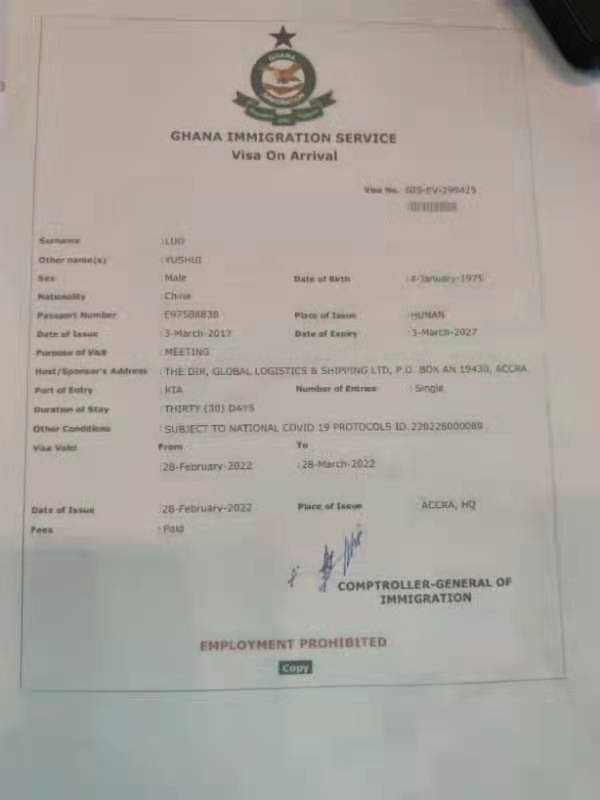 GHANA
IMMIGRATION
GHANA IMMIGRATION SERVICE
Visa On Arrival
Visa No. 025-EV-299425
Surname : LUO
Other name(s) : YUSHUI
Sex : Male Date of Birth : 4-January-1975
Nationality : China
Passport Number : E97588838 Place of Issue : HUNAN
Date of Issue : 3-March-2017 Date of Expiry : 3-March-2027
Purpose of Visit : MEETING
Host/Sponsor's Address : THE DIR, GLOBAL LOGISTICS & SHIPPING LTD, P.O. BOX AN 19430, ACCRA
Port of Entry : KIA Number of Entries : Single
Duration of Stay : THIRTY (30) DAYS
Other Conditions : SUBJECT TO NATIONAL COVID 19 PROTOCOLS ID.
Visa Valid From To
: 28-February-2022 : 28-March-2022
Date of Issue : 28-February-2022 Place of Issue : ACCRA, HQ
Fees : Paid
COMPTROLLER-GENERAL OF
IMMIGRATION
EMPLOYMENT PROHIBITED
Copy